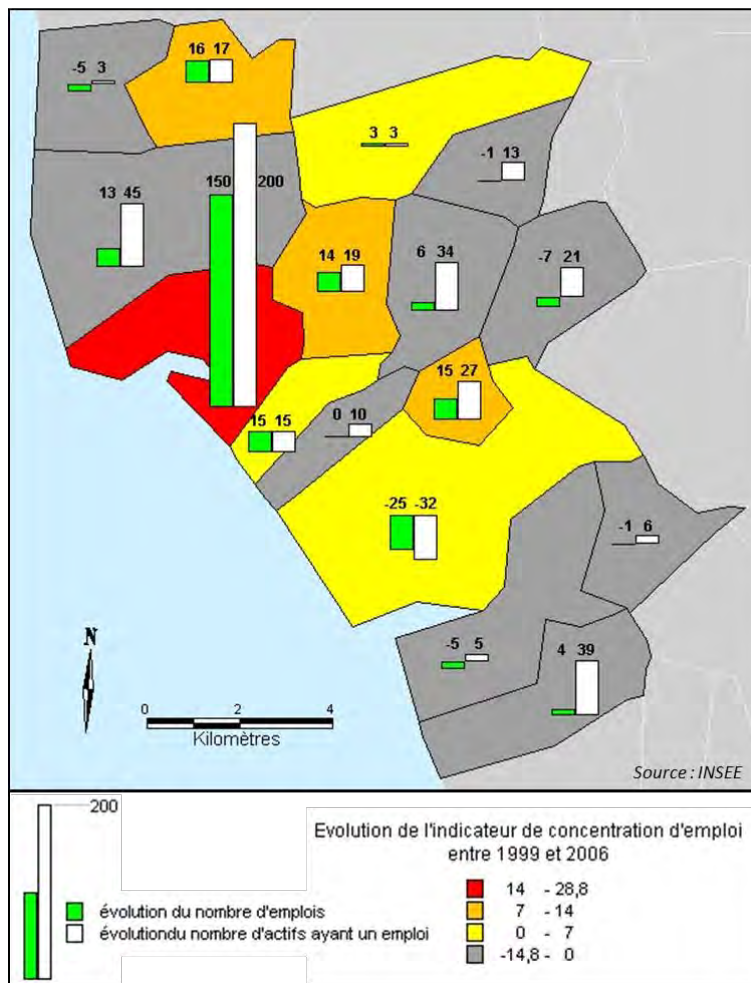 16 17
-5 3
3 3
-1 13
150 200
13 45
14 19
6 34
-7 21
15 27
15 15
0 10
-25 -32
-1 6
-5 5
4 39
N
0 2 4
Kilomètres
Source : INSEE
200
Evolution de l'indicateur de concentration d'emploi
entre 1999 et 2006
14 - 28,8
7 - 14
0 - 7
-14,8 - 0
évolution du nombre d'emplois
évolutiondu nombre d'actifs ayant un emploi